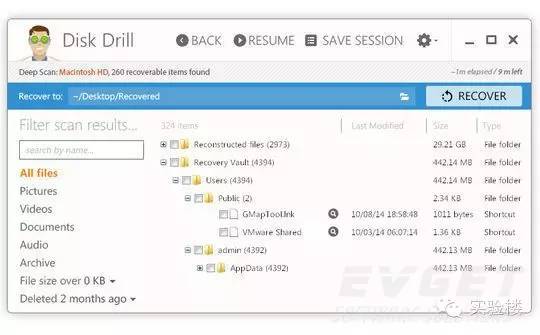 Disk Drill
BACK RESUME SAVE SESSION
Deep Scan: Macintosh HD, 260 recoverable items found ~1m elapsed / 9 m left
Recover to: ~/Desktop/Recovered RECOVER
Filter scan results...
search by name...
All files
Pictures
Videos
Documents
Audio
Archive
File size over 0 KB
Deleted 2 months ago
324 items Last Modified Size Type
Reconstructed files (2973) 29.21 GB File folder
Recovery Vault (4394) 442.14 MB File folder
Users (4394) 442.14 MB File folder
Public (2) 2.34 KB File folder
GMapToolLnk 10/08/14 18:58:48 1011 bytes Shortcut
VMware Shared 10/03/14 06:07:14 1.36 KB Shortcut
admin (4392) 442.13 MB File folder
AppData (4392) 442.13 MB File folder
EVGET
实验楼